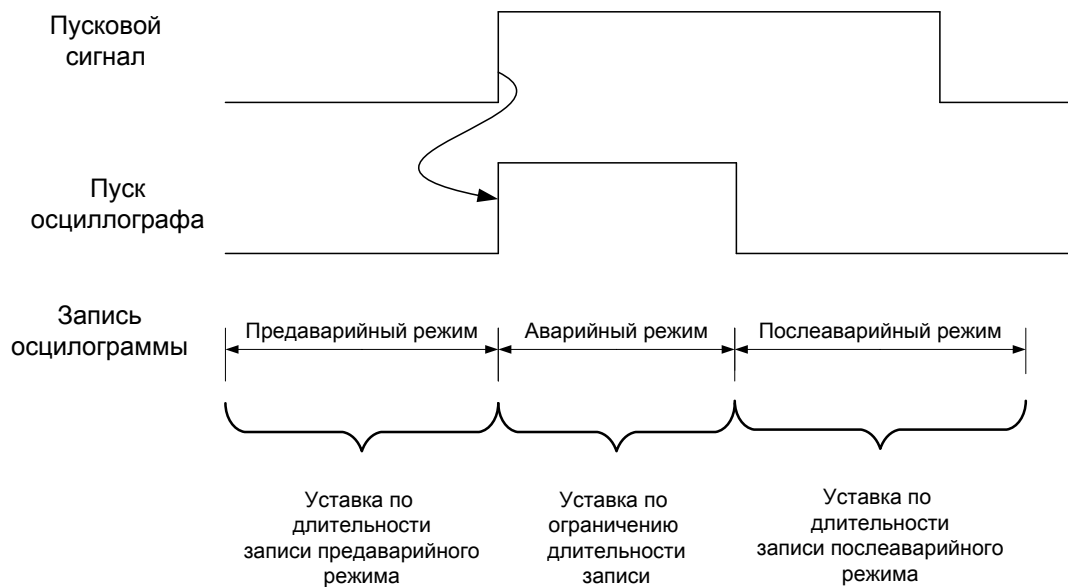 Пусковой
сигнал
Пуск
осциллографа
Запись
осцилограммы
Предаварийный режим
Аварийный режим
Послеаварийный режим
Уставка по
длительности
записи предаварийного
режима
Уставка по
ограничению
длительности
записи
Уставка по
длительности
записи послеаварийного
режима